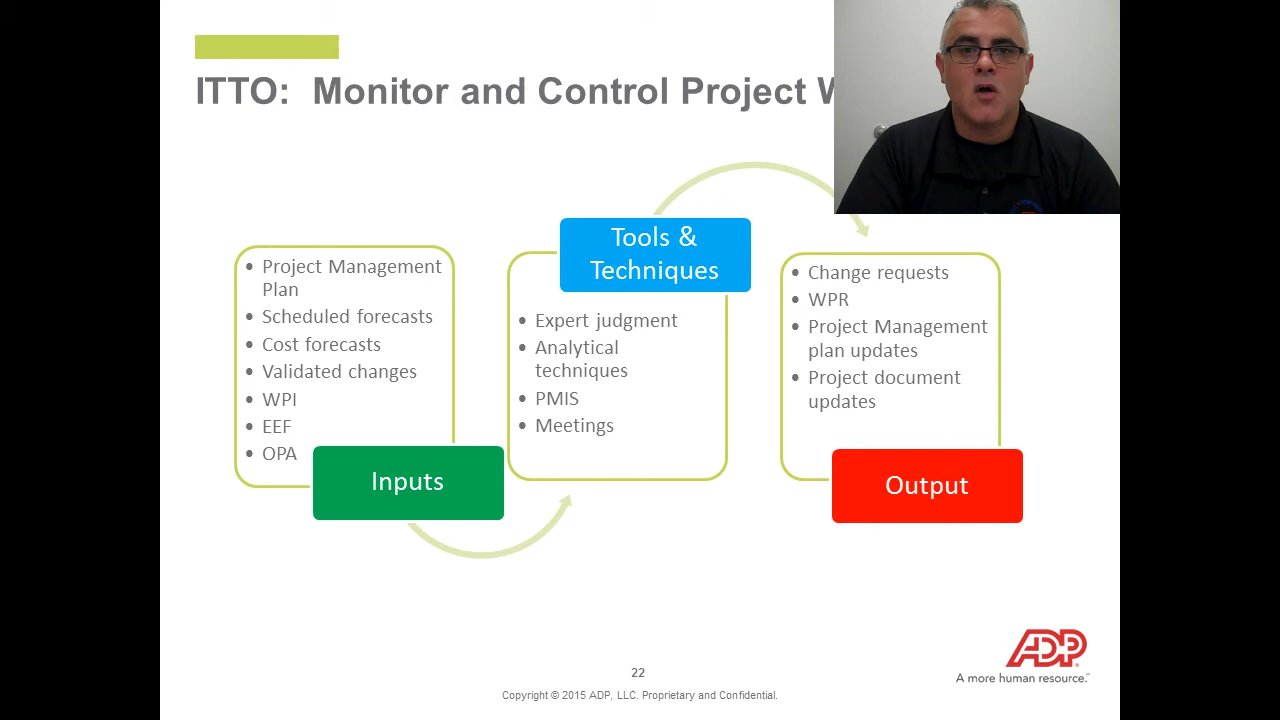 ITTO: Monitor and Control Project
• Project Management
Plan
• Scheduled forecasts
• Cost forecasts
• Validated changes
• WPI
• EEF
• OPA
Inputs
Tools &
Techniques
• Expert judgment
• Analytical
techniques
• PMIS
• Meetings
• Change requests
• WPR
• Project Management
plan updates
• Project document
updates
Output
ADP
A more human resource.™
22
Copyright © 2015 ADP, LLC. Proprietary and Confidential.